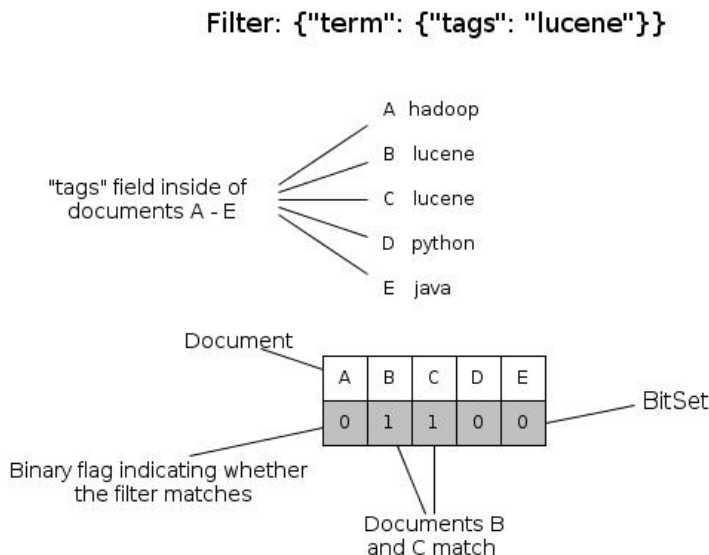 Filter: {"term": {"tags": "lucene"}}
A hadoop
B lucene
"tags" field inside of
documents A - E
C lucene
D python
E java
Document
A B C D E
0 1 1 0 0
BitSet
Binary flag indicating whether
the filter matches
Documents B
and C match